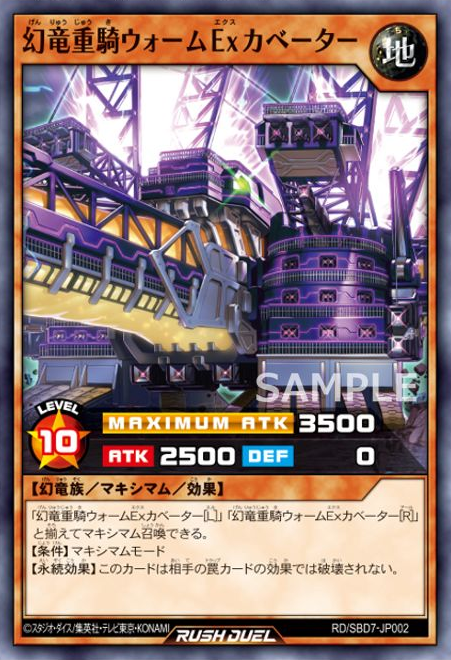 幻竜重騎ウォームExカベーター
地
SAMPLE
LEVEL
10
MAXIMUM ATK 3500
ATK 2500 DEF 0
【幻竜族／マキシマム／効果】
「幻竜重騎ウォームExカベーター[L]」「幻竜重騎ウォームExカベーター[R]」
と揃えてマキシマム召喚できる。
【条件】マキシマムモード
【永続効果】このカードは相手の罠カードの効果では破壊されない。
©スタジオ・ダイス/集英社・テレビ東京・KONAMI
RUSH DUEL
RD/SBD7-JP002